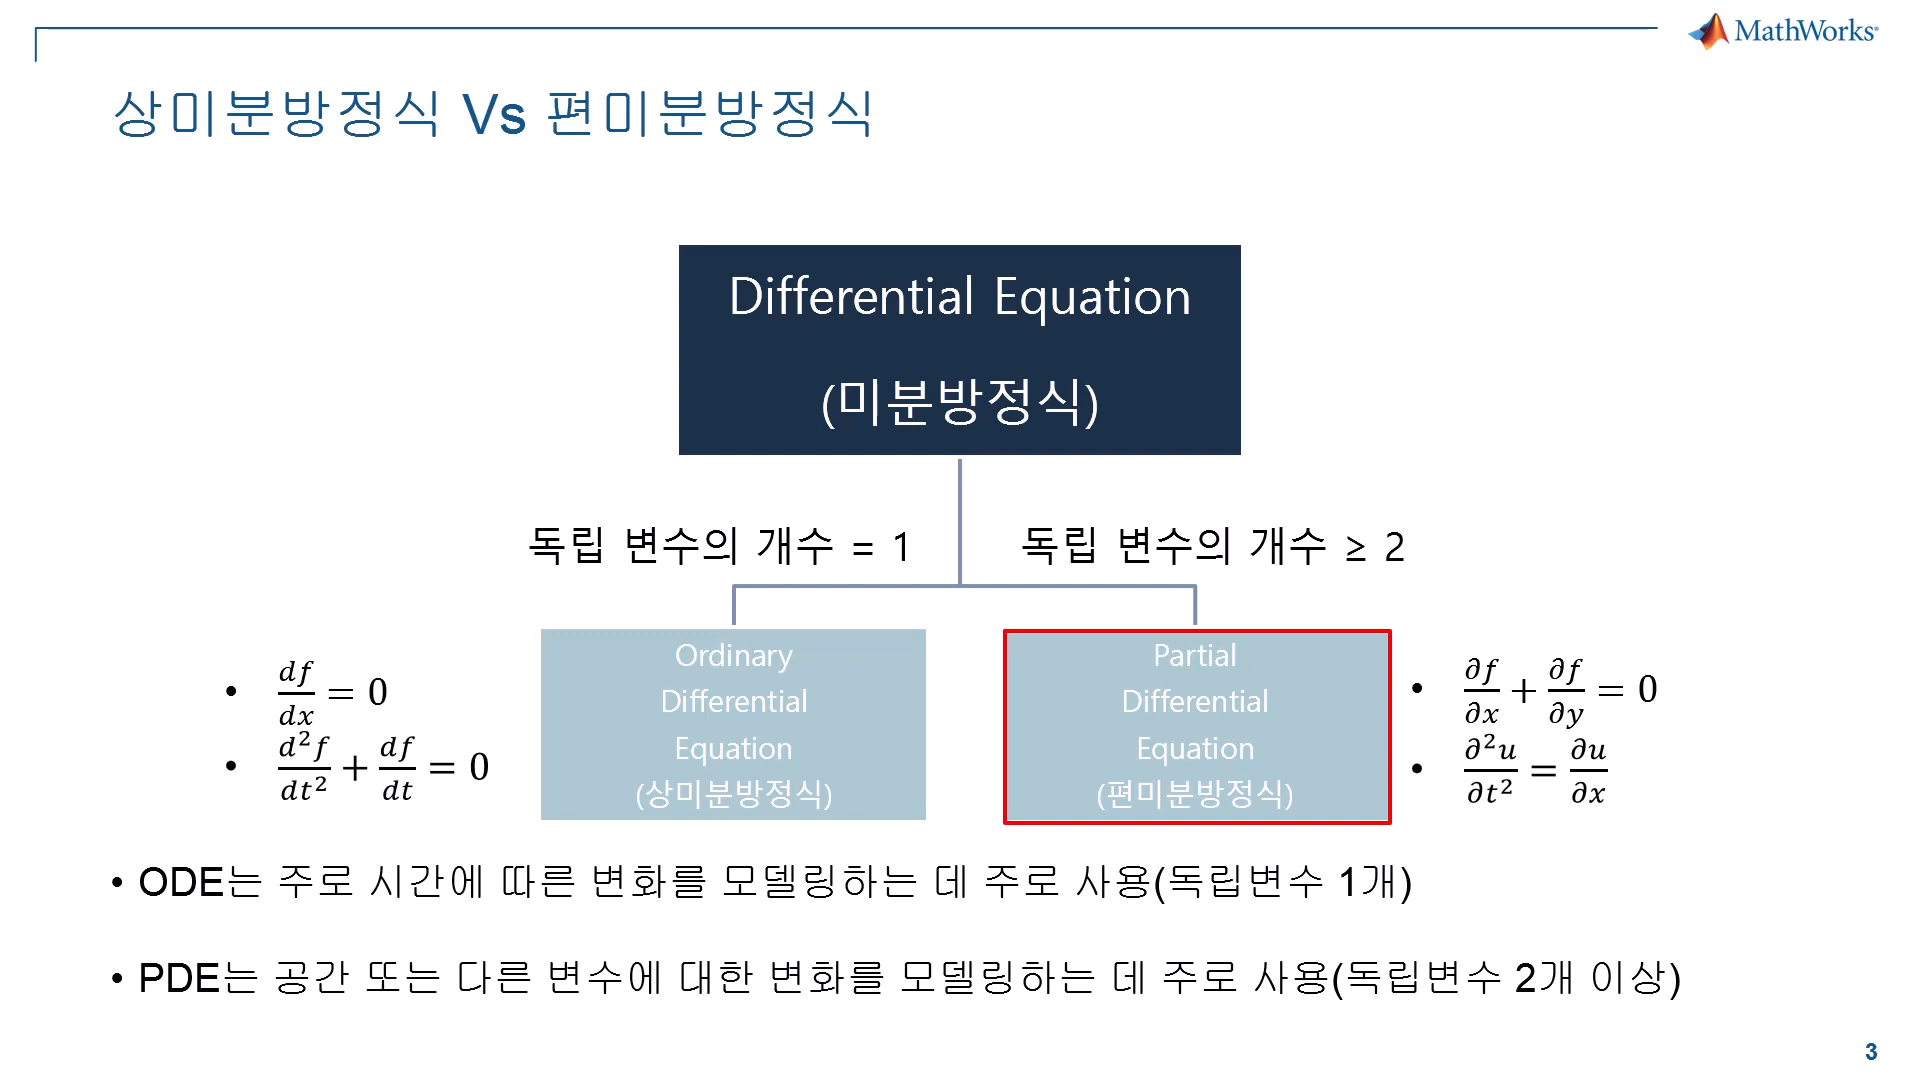 MathWorks®
상미분방정식 Vs 편미분방정식
Differential Equation
(미분방정식)
독립 변수의 개수 = 1
독립 변수의 개수 ≥ 2
• df/dx = 0
• d²f/dt² + df/dt = 0
Ordinary
Differential
Equation
(상미분방정식)
Partial
Differential
Equation
(편미분방정식)
• ∂f/∂x + ∂f/∂y = 0
• ∂²u/∂t² = ∂u/∂x
• ODE는 주로 시간에 따른 변화를 모델링하는 데 주로 사용(독립변수 1개)
• PDE는 공간 또는 다른 변수에 대한 변화를 모델링하는 데 주로 사용(독립변수 2개 이상)
3